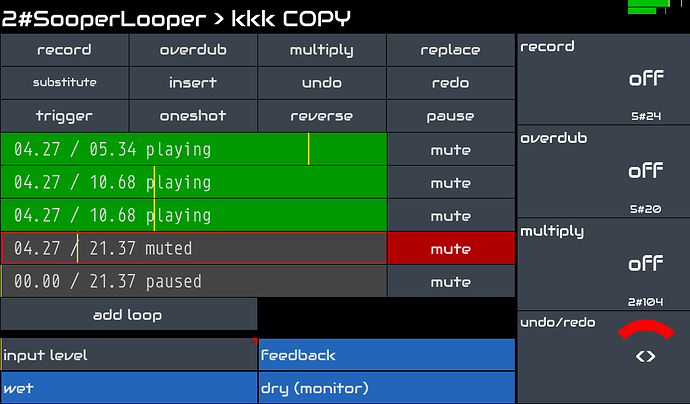 2#SooperLooper > kkk COPY
record overdub multiply replace
substitute insert undo redo
trigger oneshot reverse pause
04.27 / 05.34 playing mute
04.27 / 10.68 playing mute
04.27 / 10.68 playing mute
04.27 / 21.37 muted mute
00.00 / 21.37 paused mute
add loop
input level feedback
wet dry (monitor)
record
off
5#24
overdub
off
5#20
multiply
off
2#104
undo/redo
<>